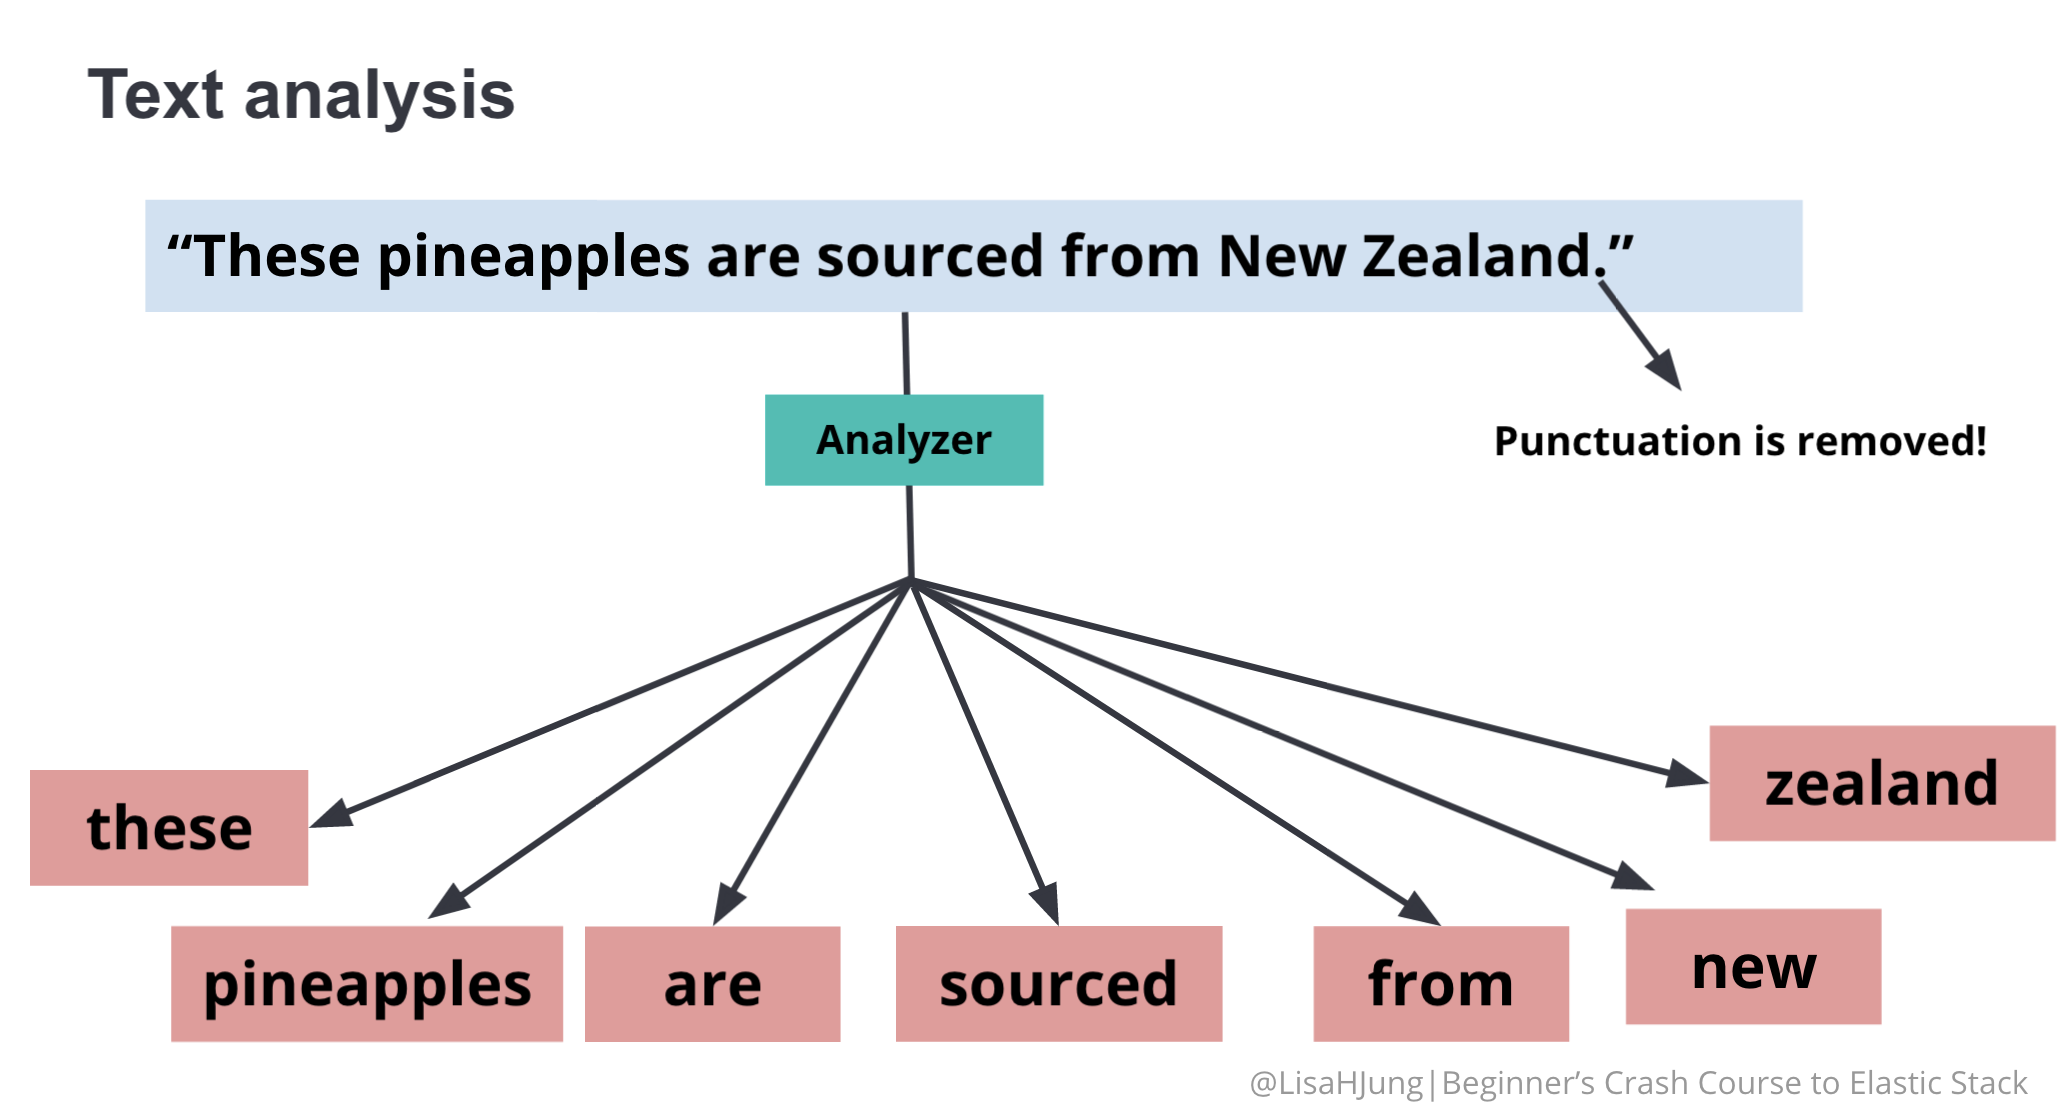 Text analysis
“These pineapples are sourced from New Zealand.”
Analyzer
Punctuation is removed!
these
pineapples
are
sourced
from
new
zealand
@LisaHJung|Beginner’s Crash Course to Elastic Stack